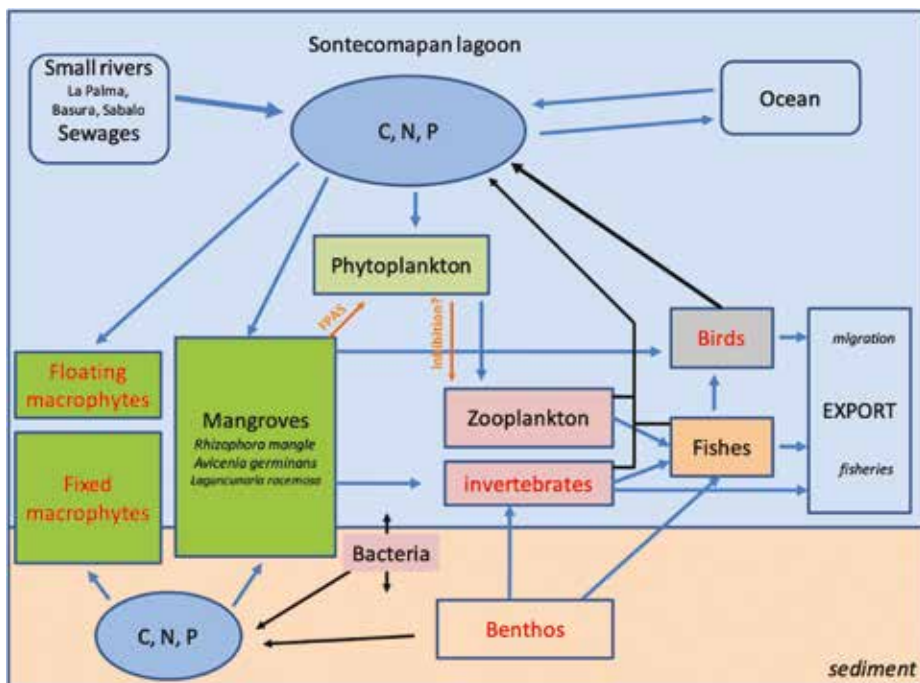 Sontecomapan lagoon
Small rivers
La Palma,
Basura, Sabalo
Sewages
C, N, P
Ocean
Phytoplankton
FPAS
Inhibition?
Birds
migration
EXPORT
fisheries
Floating
macrophytes
Mangroves
Rhizophora mangle
Avicenia germinans
Laguncunaria racemosa
Zooplankton
Fishes
Fixed
macrophytes
invertebrates
Bacteria
C, N, P
Benthos
sediment